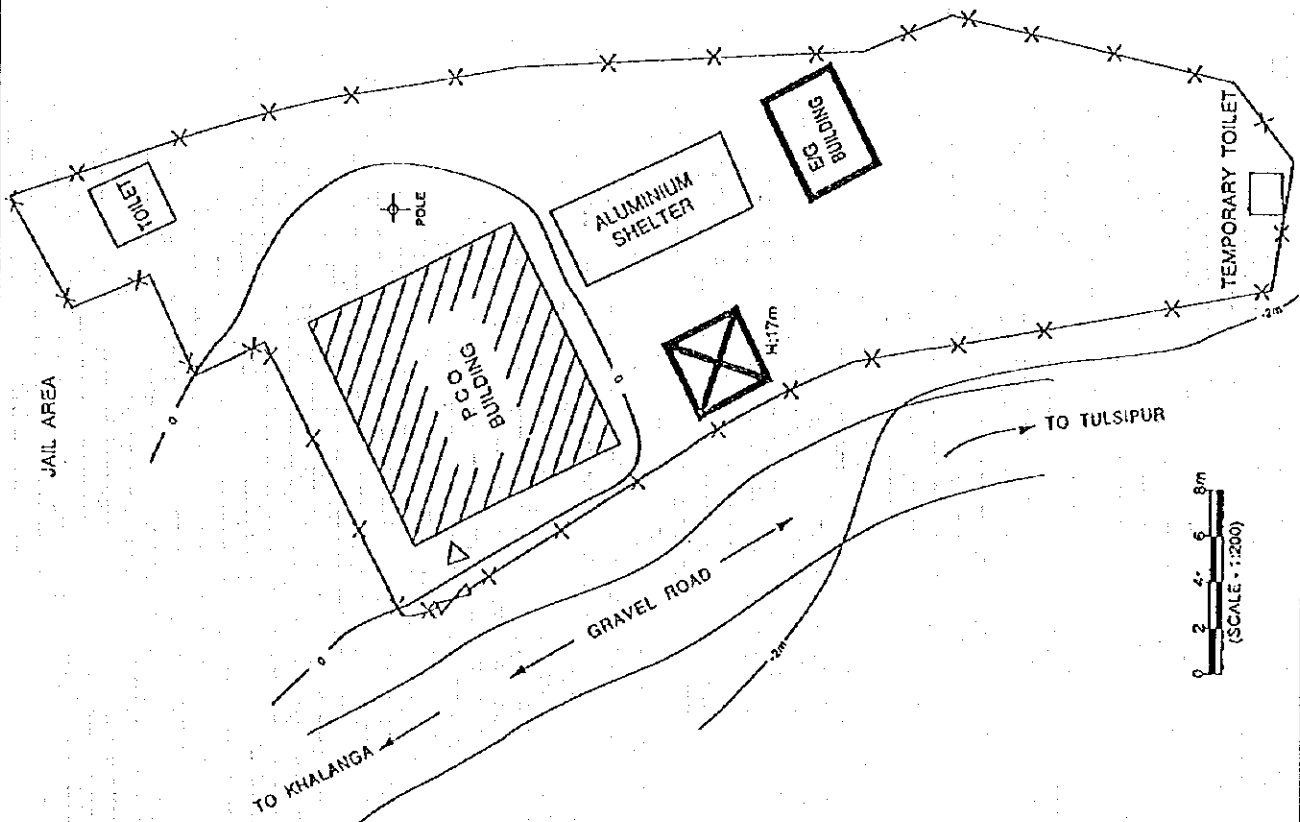 JAIL AREA
TOILET
POLE
P C O
BUILDING
ALUMINIUM
SHELTER
E/G
BUILDING
H:17m
TEMPORARY TOILET
0
0
0
-2m
-2m
TO TULSIPUR
GRAVEL ROAD
TO KHALANGA
0 2 4 6 8m
(SCALE - 1:200)